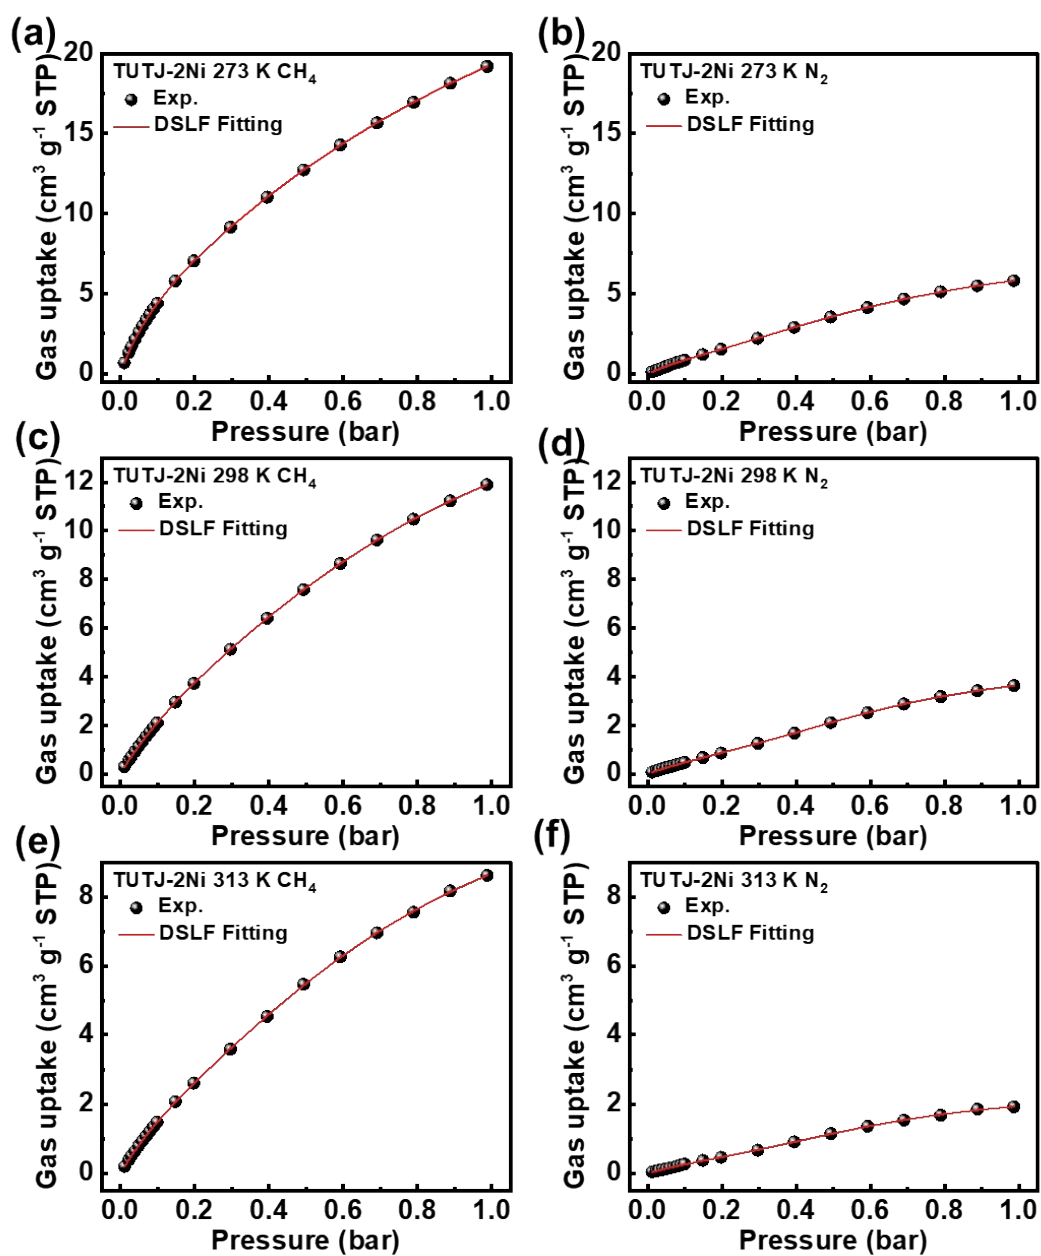 (a)
TUTJ-2Ni 273 K CH₄
Exp.
DSLF Fitting
Gas uptake (cm³ g⁻¹ STP)
20
15
10
5
0
0.0 0.2 0.4 0.6 0.8 1.0
Pressure (bar)
(b)
TUTJ-2Ni 273 K N₂
Exp.
DSLF Fitting
Gas uptake (cm³ g⁻¹ STP)
20
15
10
5
0
0.0 0.2 0.4 0.6 0.8 1.0
Pressure (bar)
(c)
TUTJ-2Ni 298 K CH₄
Exp.
DSLF Fitting
Gas uptake (cm³ g⁻¹ STP)
12
10
8
6
4
2
0
0.0 0.2 0.4 0.6 0.8 1.0
Pressure (bar)
(d)
TUTJ-2Ni 298 K N₂
Exp.
DSLF Fitting
Gas uptake (cm³ g⁻¹ STP)
12
10
8
6
4
2
0
0.0 0.2 0.4 0.6 0.8 1.0
Pressure (bar)
(e)
TUTJ-2Ni 313 K CH₄
Exp.
DSLF Fitting
Gas uptake (cm³ g⁻¹ STP)
8
6
4
2
0
0.0 0.2 0.4 0.6 0.8 1.0
Pressure (bar)
(f)
TUTJ-2Ni 313 K N₂
Exp.
DSLF Fitting
Gas uptake (cm³ g⁻¹ STP)
8
6
4
2
0
0.0 0.2 0.4 0.6 0.8 1.0
Pressure (bar)